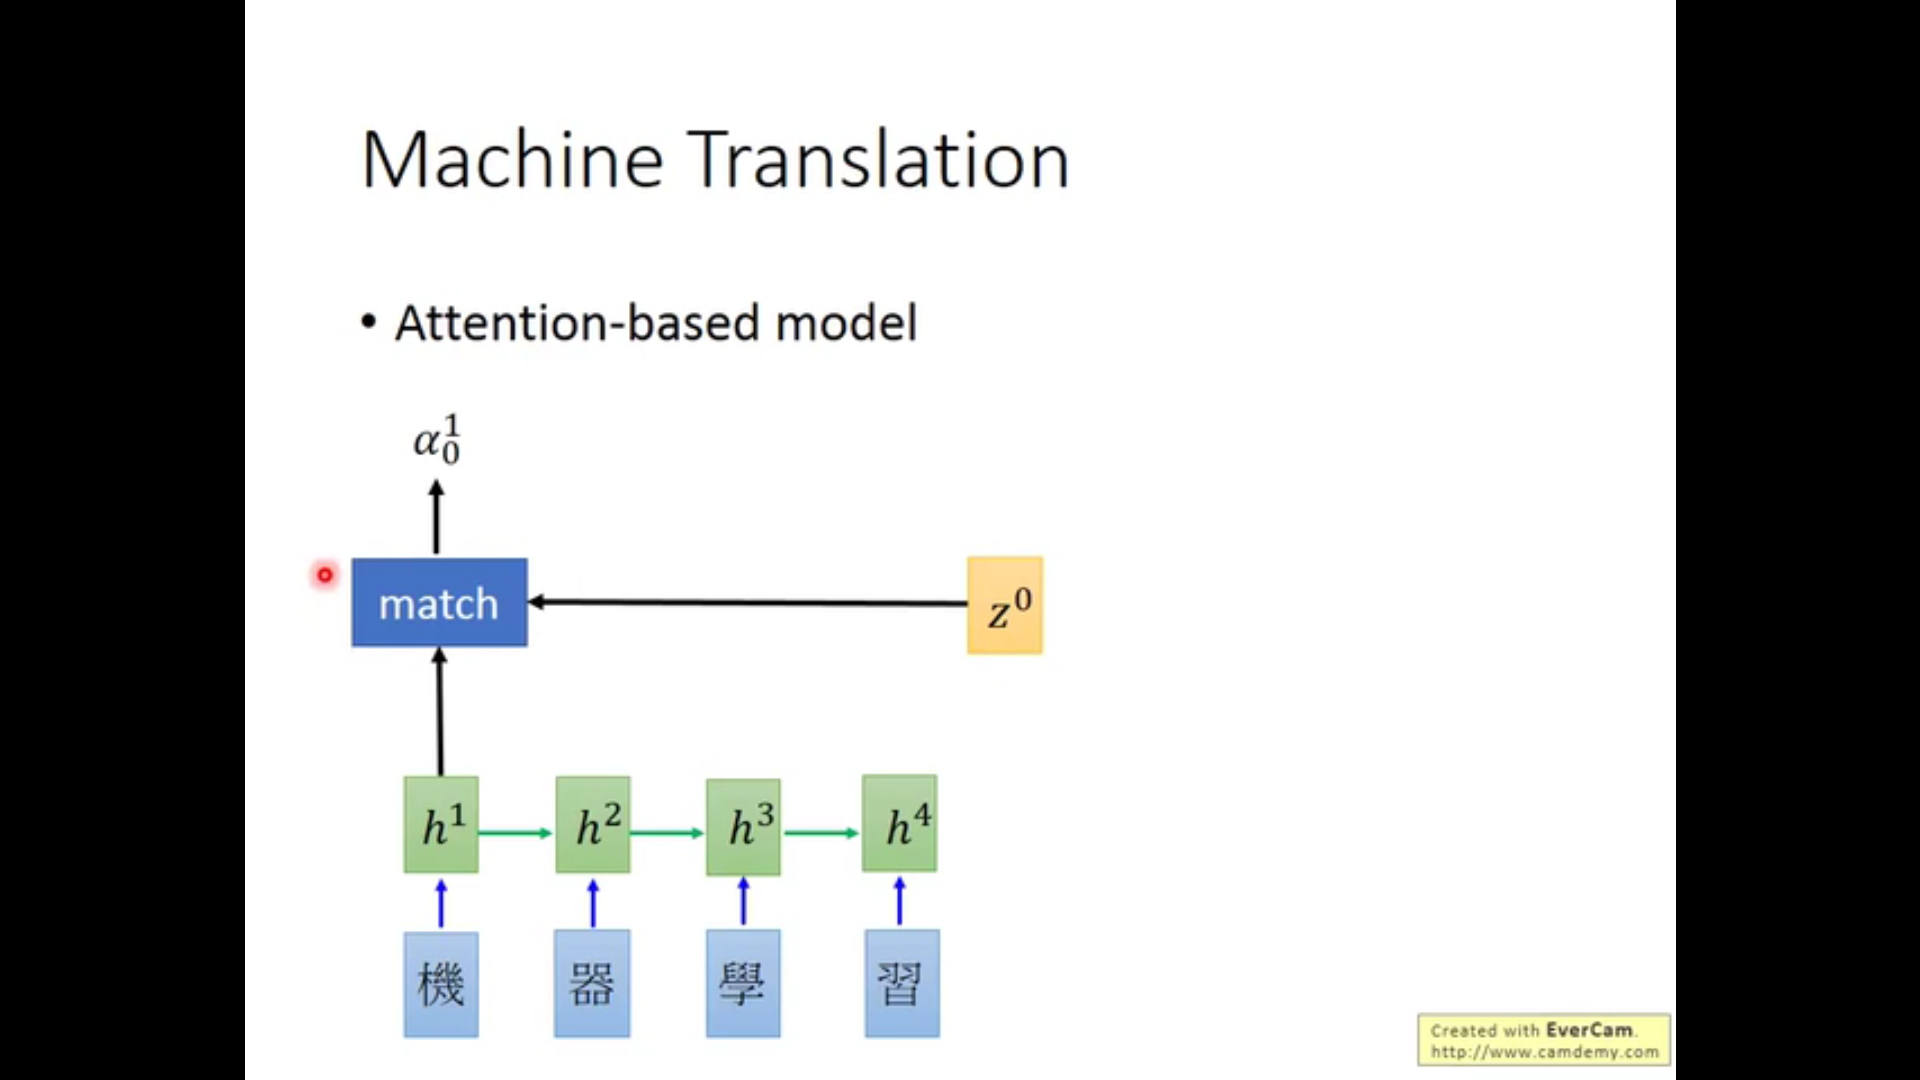 Machine Translation
• Attention-based model
α₀¹
match
z⁰
h¹ h² h³ h⁴
機 器 學 習
Created with EverCam.
http://www.camdemy.com